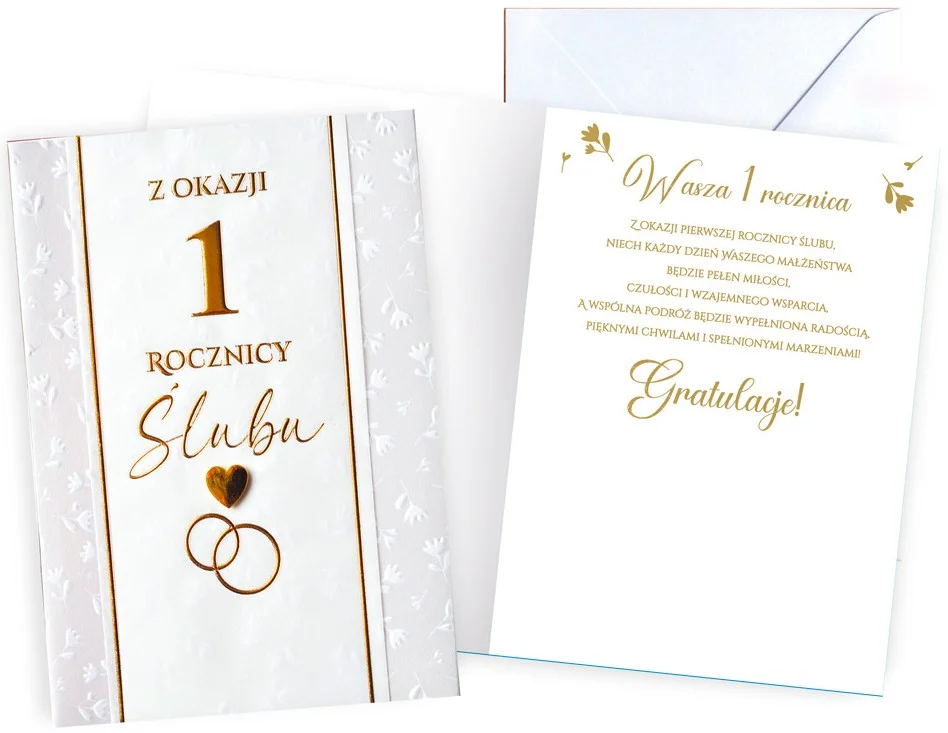 Z OKAZJI
1
ROCZNICY
Ślubu
Wasza 1 rocznica
Z OKAZJI PIERWSZEJ ROCZNICY ŚLUBU,
NIECH KAŻDY DZIEŃ WASZEGO MAŁŻEŃSTWA
BĘDZIE PEŁEN MIŁOŚCI,
CZUŁOŚCI I WZAJEMNEGO WSPARCIA,
A WSPÓLNA PODRÓŻ BĘDZIE WYPEŁNIONA RADOŚCIĄ,
PIĘKNYMI CHWILAMI I SPEŁNIONYMI MARZENIAMI!
Gratulacje!